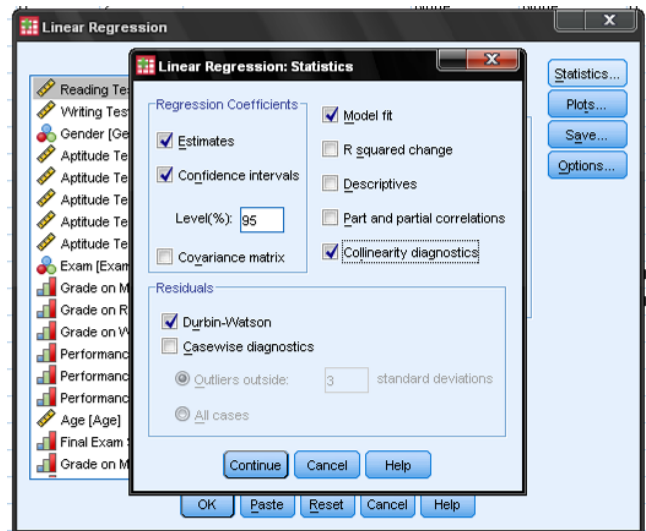 Linear Regression
Linear Regression: Statistics
Statistics...
Plots...
Save...
Options...
Reading Te
Writing Tes
Gender [Ge
Aptitude Te
Aptitude Te
Aptitude Te
Aptitude Te
Exam [Exam
Grade on M
Grade on R
Grade on W
Performanc
Performanc
Performanc
Age [Age]
Final Exam S
Grade on M
Regression Coefficients
Estimates
Confidence intervals
Level(%): 95
Covariance matrix
Model fit
R squared change
Descriptives
Part and partial correlations
Collinearity diagnostics
Residuals
Durbin-Watson
Casewise diagnostics
Outliers outside: 3 standard deviations
All cases
Continue Cancel Help
OK Paste Reset Cancel Help